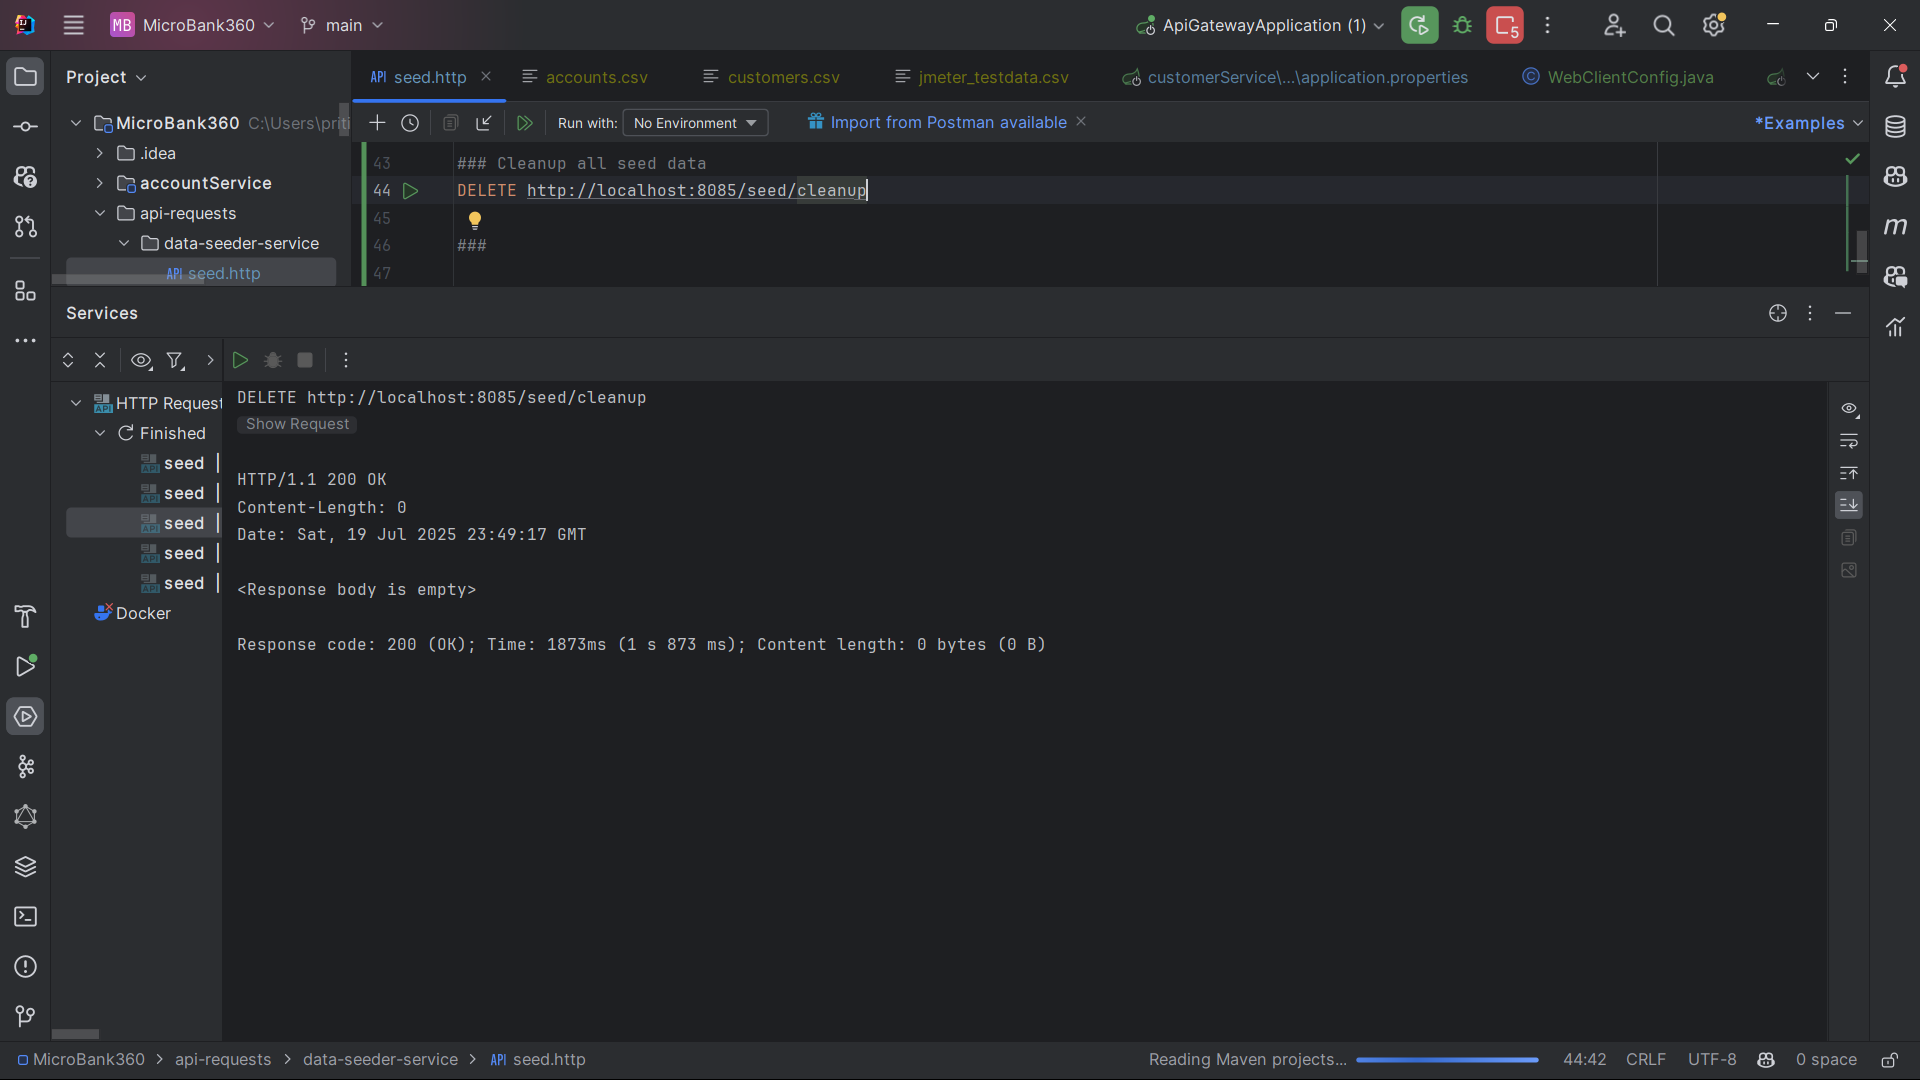 MB MicroBank360 main ApiGatewayApplication (1) 5
Project
seed.http accounts.csv customers.csv jmeter_testdata.csv customerService\...\application.properties WebClientConfig.java
Run with: No Environment Import from Postman available *Examples
MicroBank360 C:\Users\priti
.idea
accountService
api-requests
data-seeder-service
API seed.http
43 ### Cleanup all seed data
44 DELETE http://localhost:8085/seed/cleanup
45
46 ###
47
Services
HTTP Request
Finished
seed |
seed |
seed |
seed |
seed |
Docker
DELETE http://localhost:8085/seed/cleanup
Show Request
HTTP/1.1 200 OK
Content-Length: 0
Date: Sat, 19 Jul 2025 23:49:17 GMT
<Response body is empty>
Response code: 200 (OK); Time: 1873ms (1 s 873 ms); Content length: 0 bytes (0 B)
MicroBank360 > api-requests > data-seeder-service > API seed.http Reading Maven projects... 44:42 CRLF UTF-8 0 space